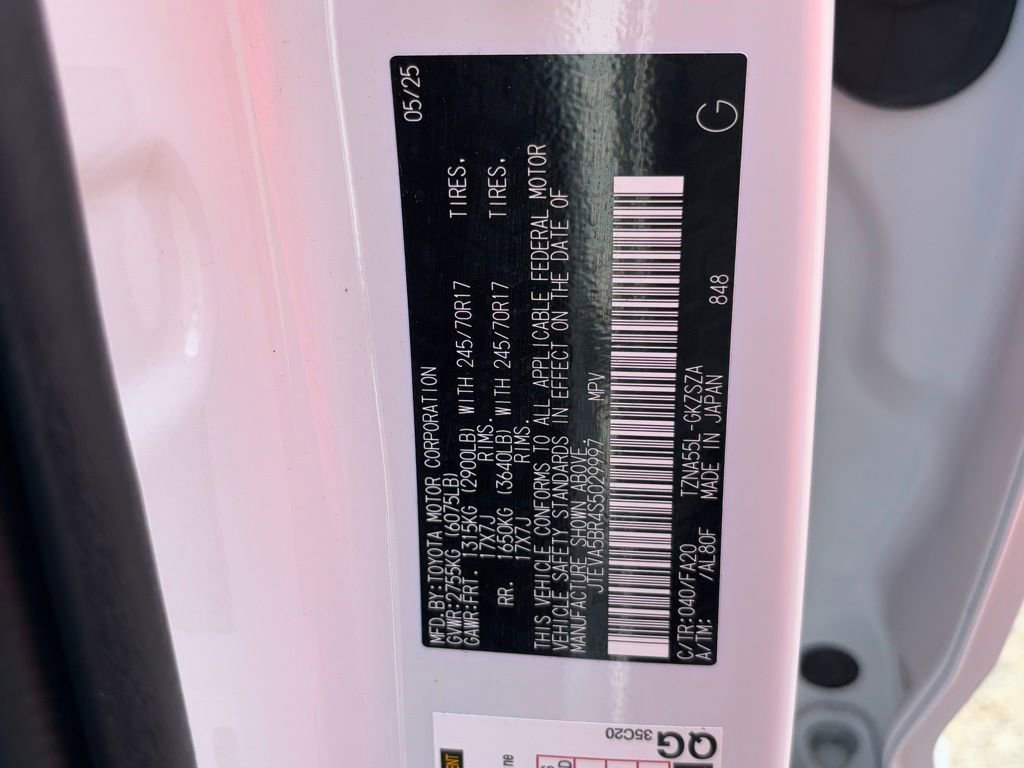 MFD.BY:TOYOTA MOTOR CORPORATION 05/25
GVWR:2755KG (6075LB)
GAWR:FRT. 1315KG (2900LB) WITH 245/70R17 TIRES.
17X7J RIMS.
RR. 1650KG (3640LB) WITH 245/70R17 TIRES.
17X7J RIMS.
THIS VEHICLE CONFORMS TO ALL APPLICABLE FEDERAL MOTOR
VEHICLE SAFETY STANDARDS IN EFFECT ON THE DATE OF
MANUFACTURE SHOWN ABOVE.
JTEVA5BR4S5029997 MPV
C/TR:040/FA20 TZNA55L-GKZSZA
A/TM: /AL80F MADE IN JAPAN 848
G
35C20
QG